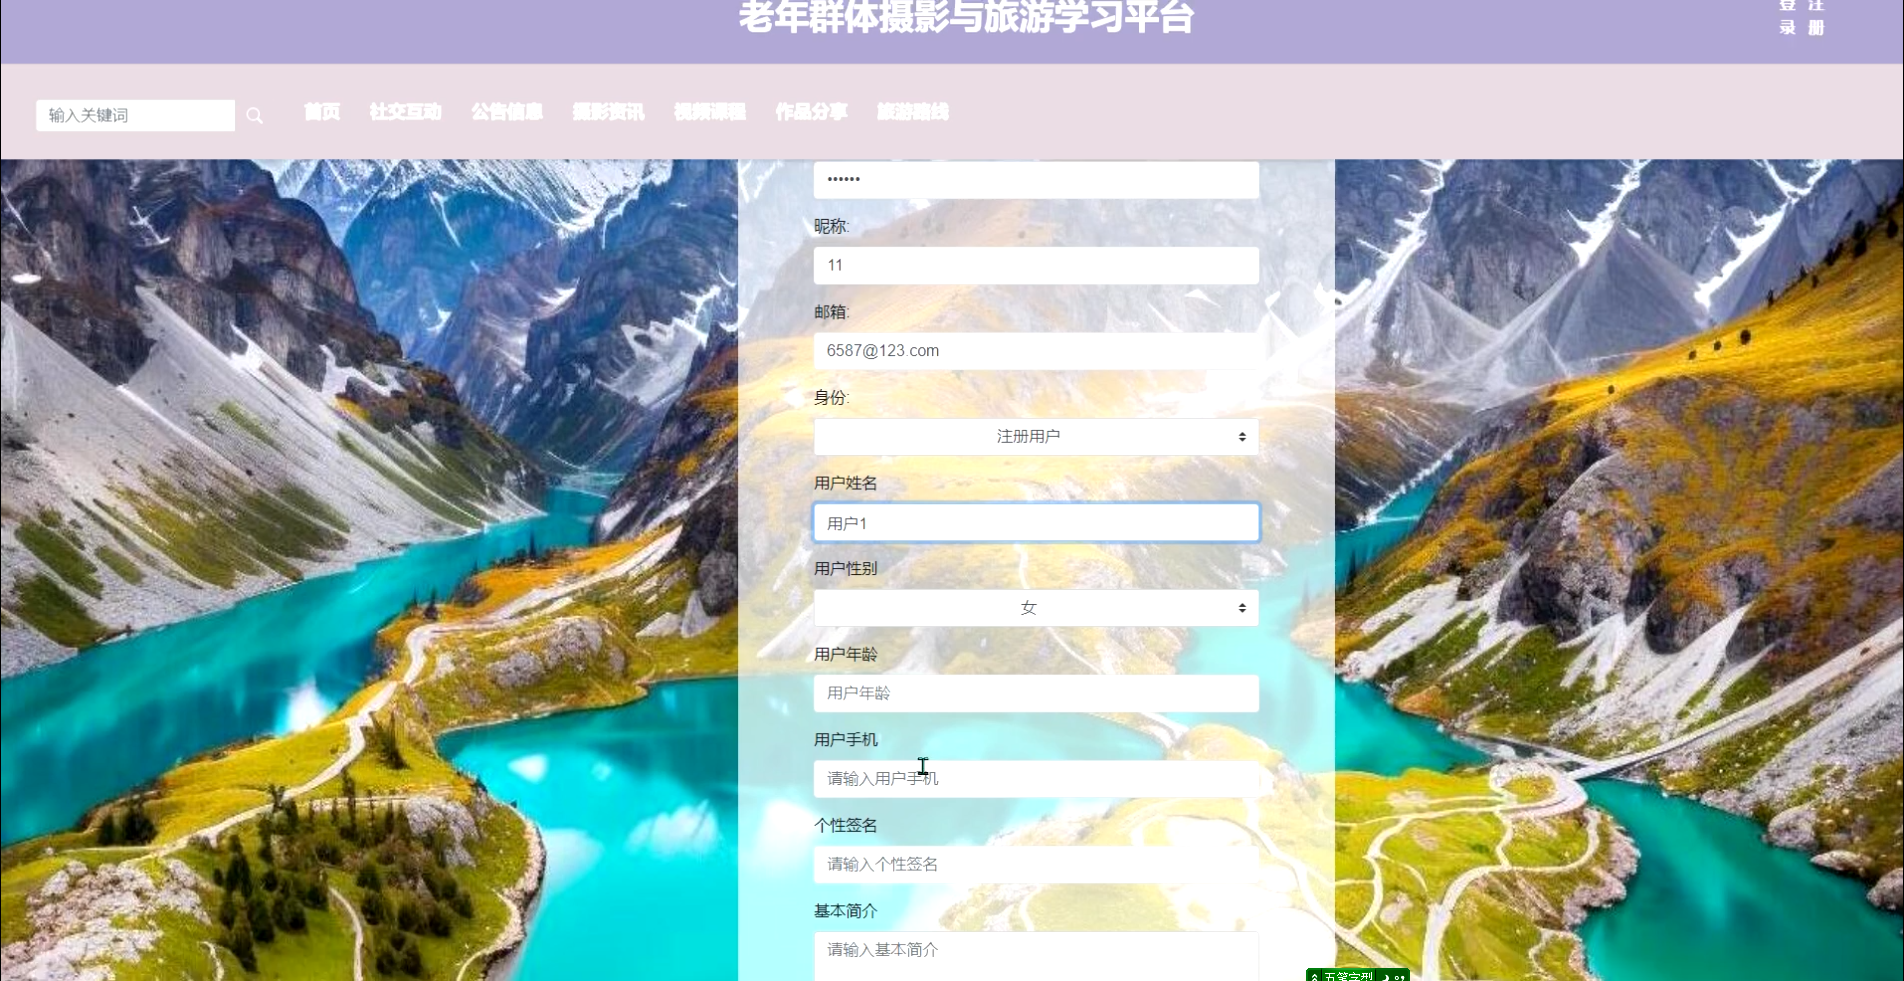 老年群体摄影与旅游学习平台
登录 注册
输入关键词
首页 社交互动 公告信息 摄影资讯 视频课程 作品分享 旅游路线
••••••
昵称:
11
邮箱:
6587@123.com
身份:
注册用户
用户姓名
用户1
用户性别
女
用户年龄
用户年龄
用户手机
请输入用户手机
个性签名
请输入个性签名
基本简介
请输入基本简介
五笔字型